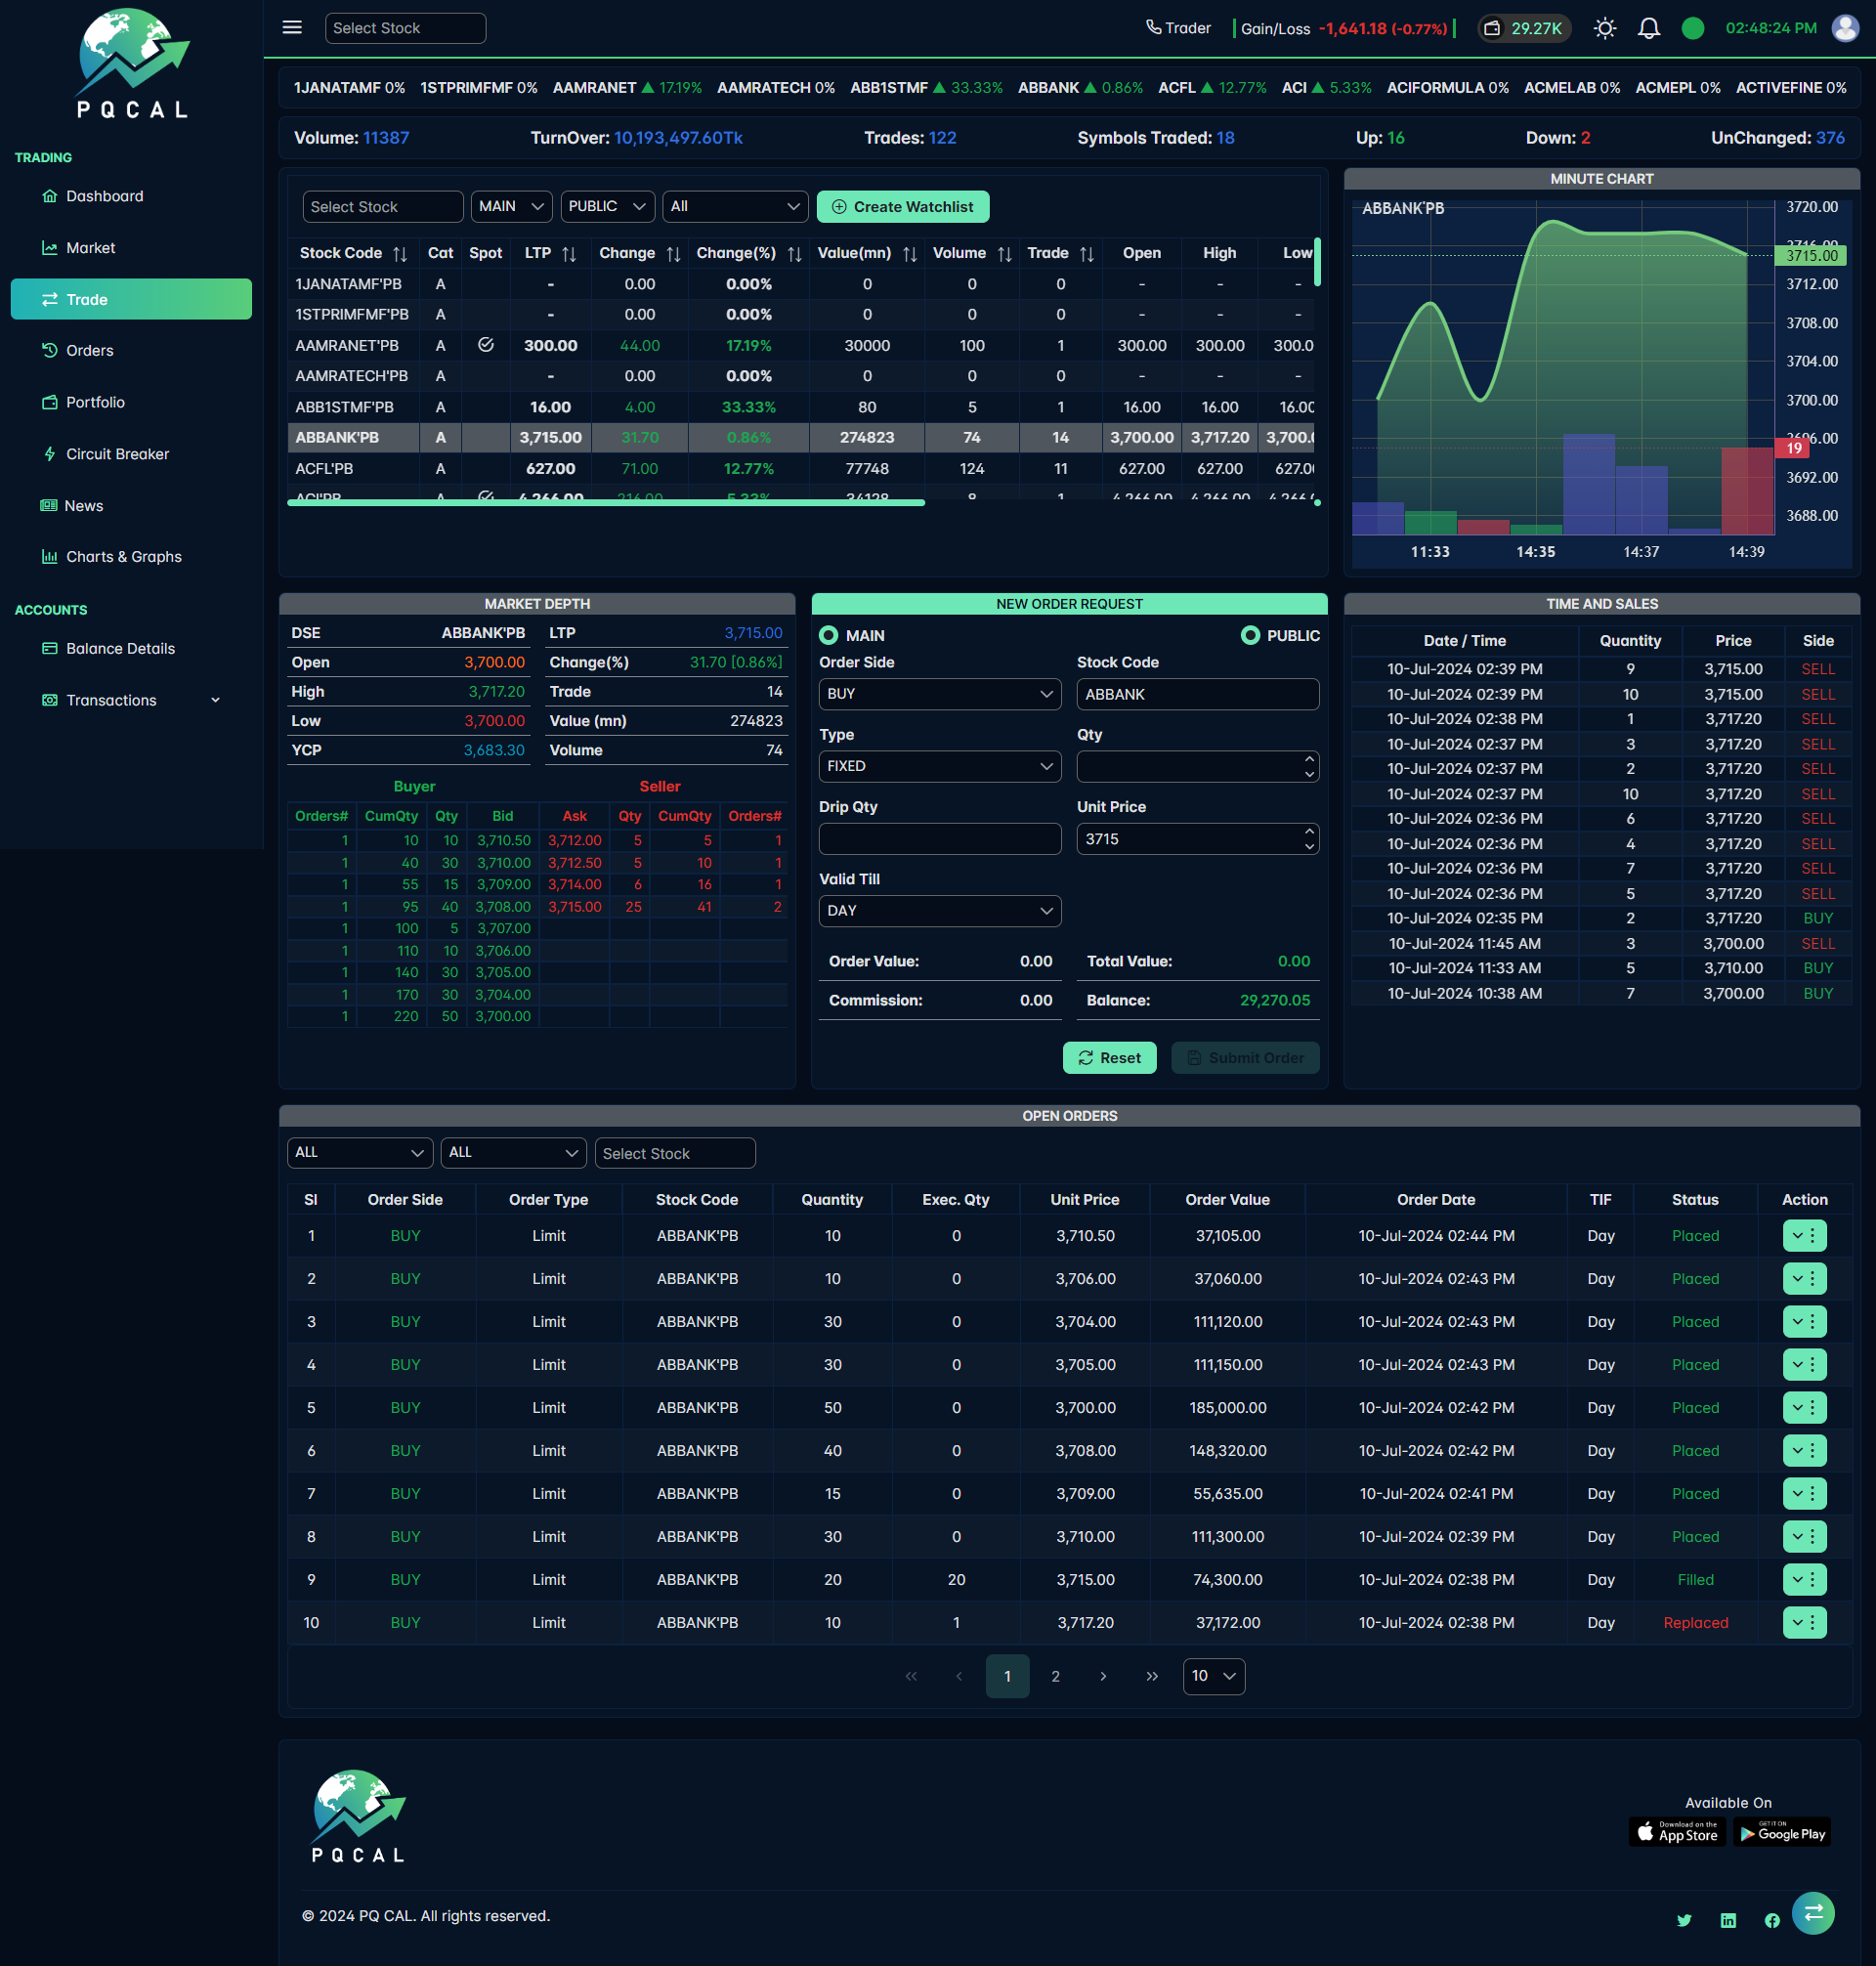 PQCAL
Select Stock
Trader
Gain/Loss -1,641.18 (-0.77%)
29.27K
02:48:24 PM
1JANATAMF 0% 1STPRIMFMF 0% AAMRANET ▲ 17.19% AAMRATECH 0% ABB1STMF ▲ 33.33% ABBANK ▲ 0.86% ACFL ▲ 12.77% ACI ▲ 5.33% ACIFORMULA 0% ACMELAB 0% ACMEPL 0% ACTIVEFINE 0%
Volume: 11387 TurnOver: 10,193,497.60Tk Trades: 122 Symbols Traded: 18 Up: 16 Down: 2 UnChanged: 376
TRADING
Dashboard
Market
Trade
Orders
Portfolio
Circuit Breaker
News
Charts & Graphs
ACCOUNTS
Balance Details
Transactions
Select Stock MAIN PUBLIC All Create Watchlist
Stock Code Cat Spot LTP Change Change(%) Value(mn) Volume Trade Open High Low
1JANATAMF'PB A - 0.00 0.00% 0 0 0 - - -
1STPRIMFMF'PB A - 0.00 0.00% 0 0 0 - - -
AAMRANET'PB A 300.00 44.00 17.19% 30000 100 1 300.00 300.00 300.0
AAMRATECH'PB A - 0.00 0.00% 0 0 0 - - -
ABB1STMF'PB A 16.00 4.00 33.33% 80 5 1 16.00 16.00 16.00
ABBANK'PB A 3,715.00 31.70 0.86% 274823 74 14 3,700.00 3,717.20 3,700.0
ACFL'PB A 627.00 71.00 12.77% 77748 124 11 627.00 627.00 627.00
ACI'PB A 4,266.00 216.00 5.33% 34128 8 1 4,266.00 4,266.00 4,266.0
MINUTE CHART
ABBANK'PB
3720.00
3716.00
3715.00
3712.00
3708.00
3704.00
3700.00
3696.00
19
3692.00
3688.00
11:33 14:35 14:37 14:39
MARKET DEPTH
DSE ABBANK'PB LTP 3,715.00
Open 3,700.00 Change(%) 31.70 [0.86%]
High 3,717.20 Trade 14
Low 3,700.00 Value (mn) 274823
YCP 3,683.30 Volume 74
Buyer Seller
Orders# CumQty Qty Bid Ask Qty CumQty Orders#
1 10 10 3,710.50 3,712.00 5 5 1
1 40 30 3,710.00 3,712.50 5 10 1
1 55 15 3,709.00 3,714.00 6 16 1
1 95 40 3,708.00 3,715.00 25 41 2
1 100 5 3,707.00
1 110 10 3,706.00
1 140 30 3,705.00
1 170 30 3,704.00
1 220 50 3,700.00
NEW ORDER REQUEST
MAIN PUBLIC
Order Side Stock Code
BUY ABBANK
Type Qty
FIXED
Drip Qty Unit Price
3715
Valid Till
DAY
Order Value: 0.00 Total Value: 0.00
Commission: 0.00 Balance: 29,270.05
Reset Submit Order
TIME AND SALES
Date / Time Quantity Price Side
10-Jul-2024 02:39 PM 9 3,715.00 SELL
10-Jul-2024 02:39 PM 10 3,715.00 SELL
10-Jul-2024 02:38 PM 1 3,717.20 SELL
10-Jul-2024 02:37 PM 3 3,717.20 SELL
10-Jul-2024 02:37 PM 2 3,717.20 SELL
10-Jul-2024 02:37 PM 10 3,717.20 SELL
10-Jul-2024 02:36 PM 6 3,717.20 SELL
10-Jul-2024 02:36 PM 4 3,717.20 SELL
10-Jul-2024 02:36 PM 7 3,717.20 SELL
10-Jul-2024 02:36 PM 5 3,717.20 SELL
10-Jul-2024 02:35 PM 2 3,717.20 BUY
10-Jul-2024 11:45 AM 3 3,700.00 SELL
10-Jul-2024 11:33 AM 5 3,710.00 BUY
10-Jul-2024 10:38 AM 7 3,700.00 BUY
OPEN ORDERS
ALL ALL Select Stock
Sl Order Side Order Type Stock Code Quantity Exec. Qty Unit Price Order Value Order Date TIF Status Action
1 BUY Limit ABBANK'PB 10 0 3,710.50 37,105.00 10-Jul-2024 02:44 PM Day Placed
2 BUY Limit ABBANK'PB 10 0 3,706.00 37,060.00 10-Jul-2024 02:43 PM Day Placed
3 BUY Limit ABBANK'PB 30 0 3,704.00 111,120.00 10-Jul-2024 02:43 PM Day Placed
4 BUY Limit ABBANK'PB 30 0 3,705.00 111,150.00 10-Jul-2024 02:43 PM Day Placed
5 BUY Limit ABBANK'PB 50 0 3,700.00 185,000.00 10-Jul-2024 02:42 PM Day Placed
6 BUY Limit ABBANK'PB 40 0 3,708.00 148,320.00 10-Jul-2024 02:42 PM Day Placed
7 BUY Limit ABBANK'PB 15 0 3,709.00 55,635.00 10-Jul-2024 02:41 PM Day Placed
8 BUY Limit ABBANK'PB 30 0 3,710.00 111,300.00 10-Jul-2024 02:39 PM Day Placed
9 BUY Limit ABBANK'PB 20 20 3,715.00 74,300.00 10-Jul-2024 02:38 PM Day Filled
10 BUY Limit ABBANK'PB 10 1 3,717.20 37,172.00 10-Jul-2024 02:38 PM Day Replaced
1 2 10
PQCAL
Available On
Download on the App Store
GET IT ON Google Play
© 2024 PQ CAL. All rights reserved.